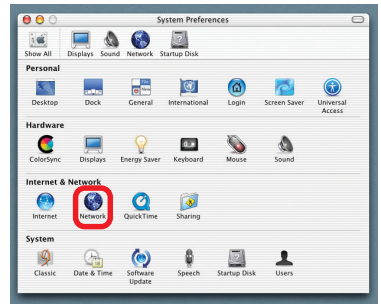 System Preferences
Show All Displays Sound Network Startup Disk
Personal
Desktop Dock General International Login Screen Saver Universal
Access
Hardware
ColorSync Displays Energy Saver Keyboard Mouse Sound
Internet & Network
Internet Network QuickTime Sharing
System
Classic Date & Time Software Speech Startup Disk Users
Update